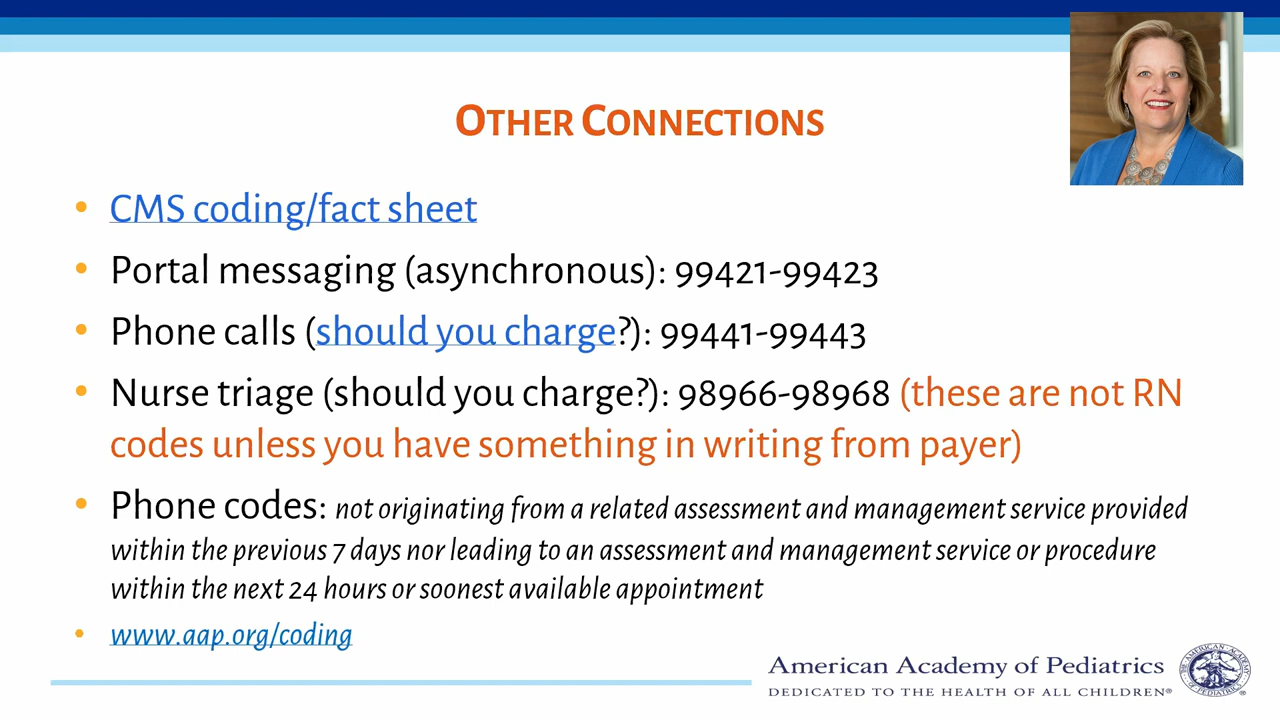 OTHER CONNECTIONS
• CMS coding/fact sheet
• Portal messaging (asynchronous): 99421-99423
• Phone calls (should you charge?): 99441-99443
• Nurse triage (should you charge?): 98966-98968 (these are not RN
codes unless you have something in writing from payer)
• Phone codes: not originating from a related assessment and management service provided
within the previous 7 days nor leading to an assessment and management service or procedure
within the next 24 hours or soonest available appointment
• www.aap.org/coding
American Academy of Pediatrics
DEDICATED TO THE HEALTH OF ALL CHILDREN®